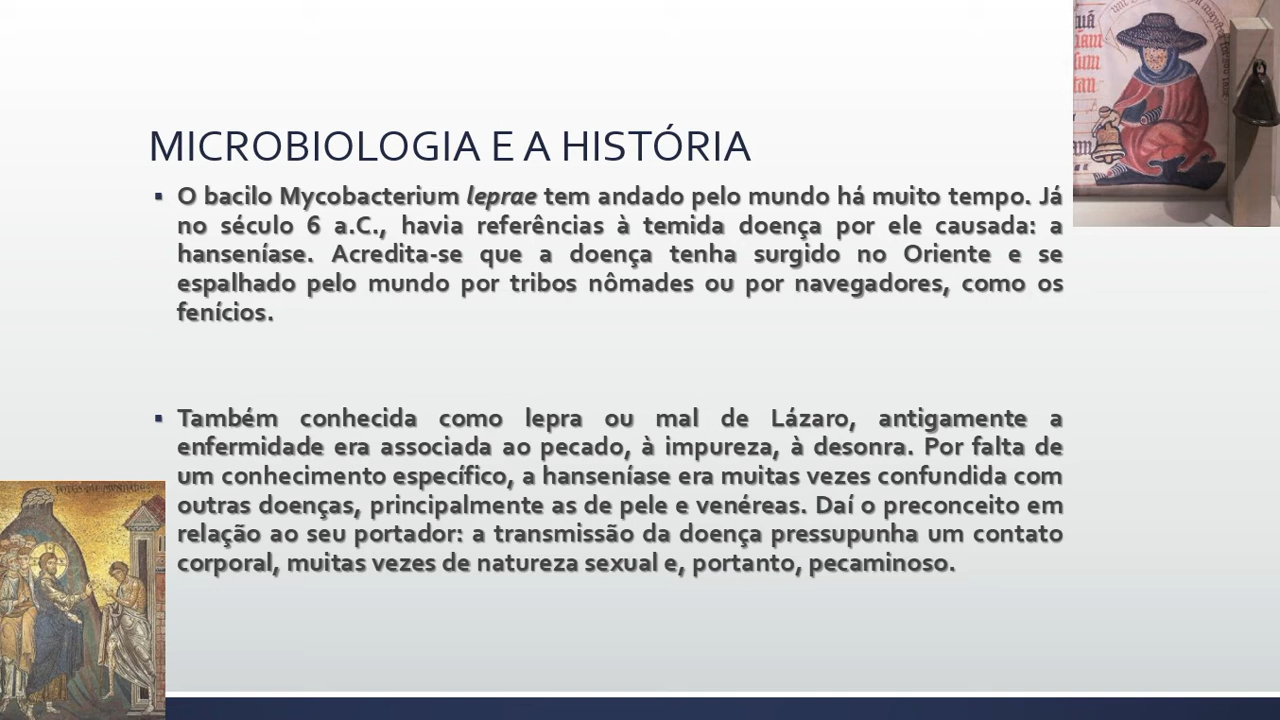 MICROBIOLOGIA E A HISTÓRIA
▪ O bacilo Mycobacterium leprae tem andado pelo mundo há muito tempo. Já
no século 6 a.C., havia referências à temida doença por ele causada: a
hanseníase. Acredita-se que a doença tenha surgido no Oriente e se
espalhado pelo mundo por tribos nômades ou por navegadores, como os
fenícios.
▪ Também conhecida como lepra ou mal de Lázaro, antigamente a
enfermidade era associada ao pecado, à impureza, à desonra. Por falta de
um conhecimento específico, a hanseníase era muitas vezes confundida com
outras doenças, principalmente as de pele e venéreas. Daí o preconceito em
relação ao seu portador: a transmissão da doença pressupunha um contato
corporal, muitas vezes de natureza sexual e, portanto, pecaminoso.